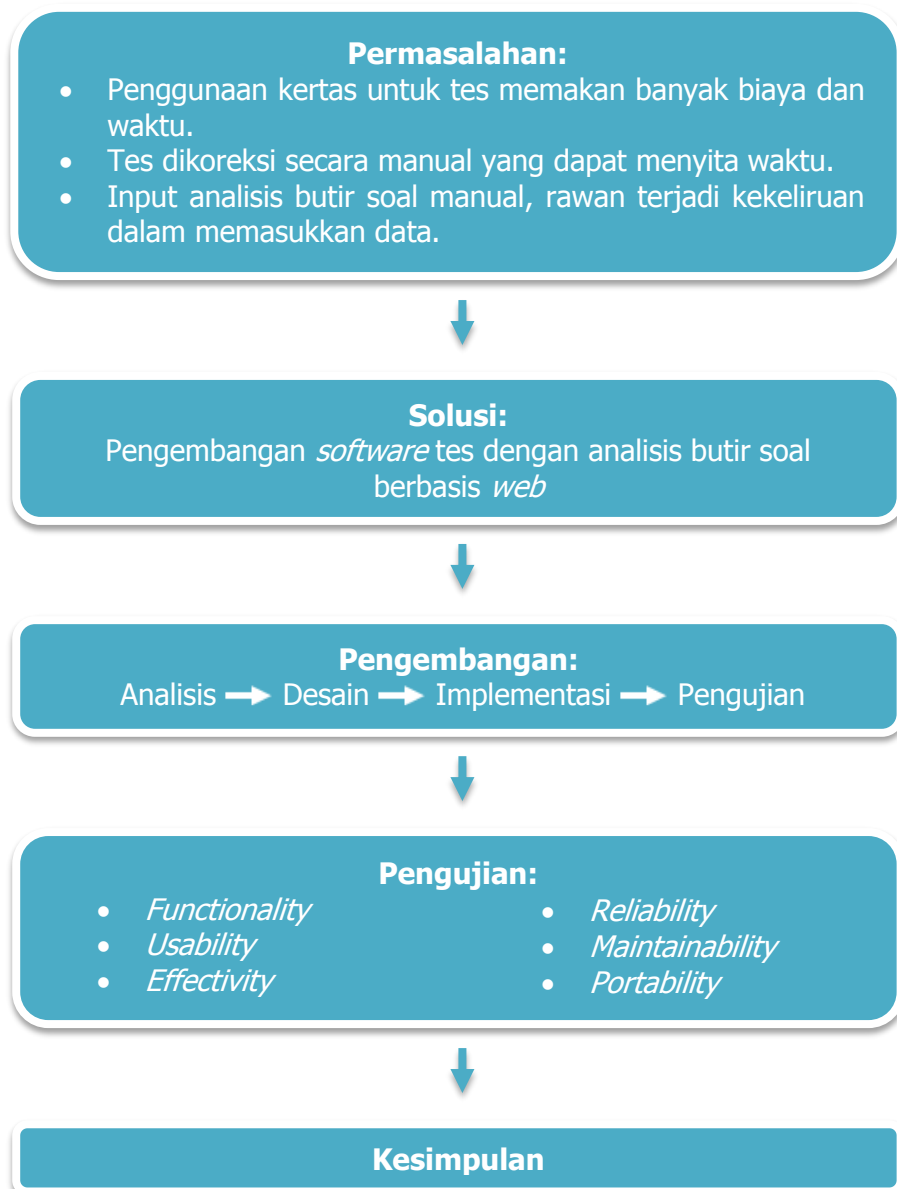 Permasalahan:
• Penggunaan kertas untuk tes memakan banyak biaya dan
waktu.
• Tes dikoreksi secara manual yang dapat menyita waktu.
• Input analisis butir soal manual, rawan terjadi kekeliruan
dalam memasukkan data.
Solusi:
Pengembangan software tes dengan analisis butir soal
berbasis web
Pengembangan:
Analisis → Desain → Implementasi → Pengujian
Pengujian:
• Functionality
• Usability
• Effectivity
• Reliability
• Maintainability
• Portability
Kesimpulan